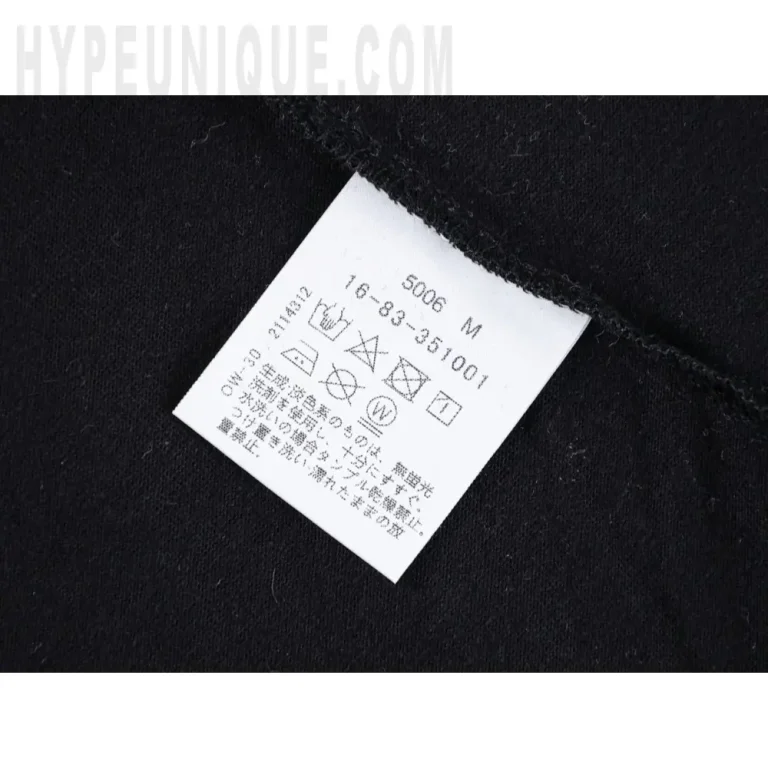 HYPEUNIQUE.COM
5006 M
16-83-351001
2114312
W
OW-30
生成、淡色系のものは、無蛍光
洗剤を使用し、十分にすすぐ。
水洗いの場合タンブル乾燥禁止。
つけ置き洗い、濡れたままの放
置禁止。